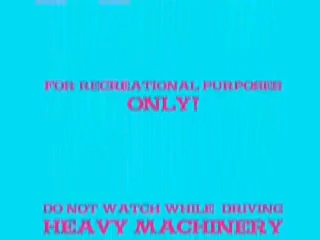 FOR RECREATIONAL PURPOSES
ONLY!
DO NOT WATCH WHILE DRIVING
HEAVY MACHINERY